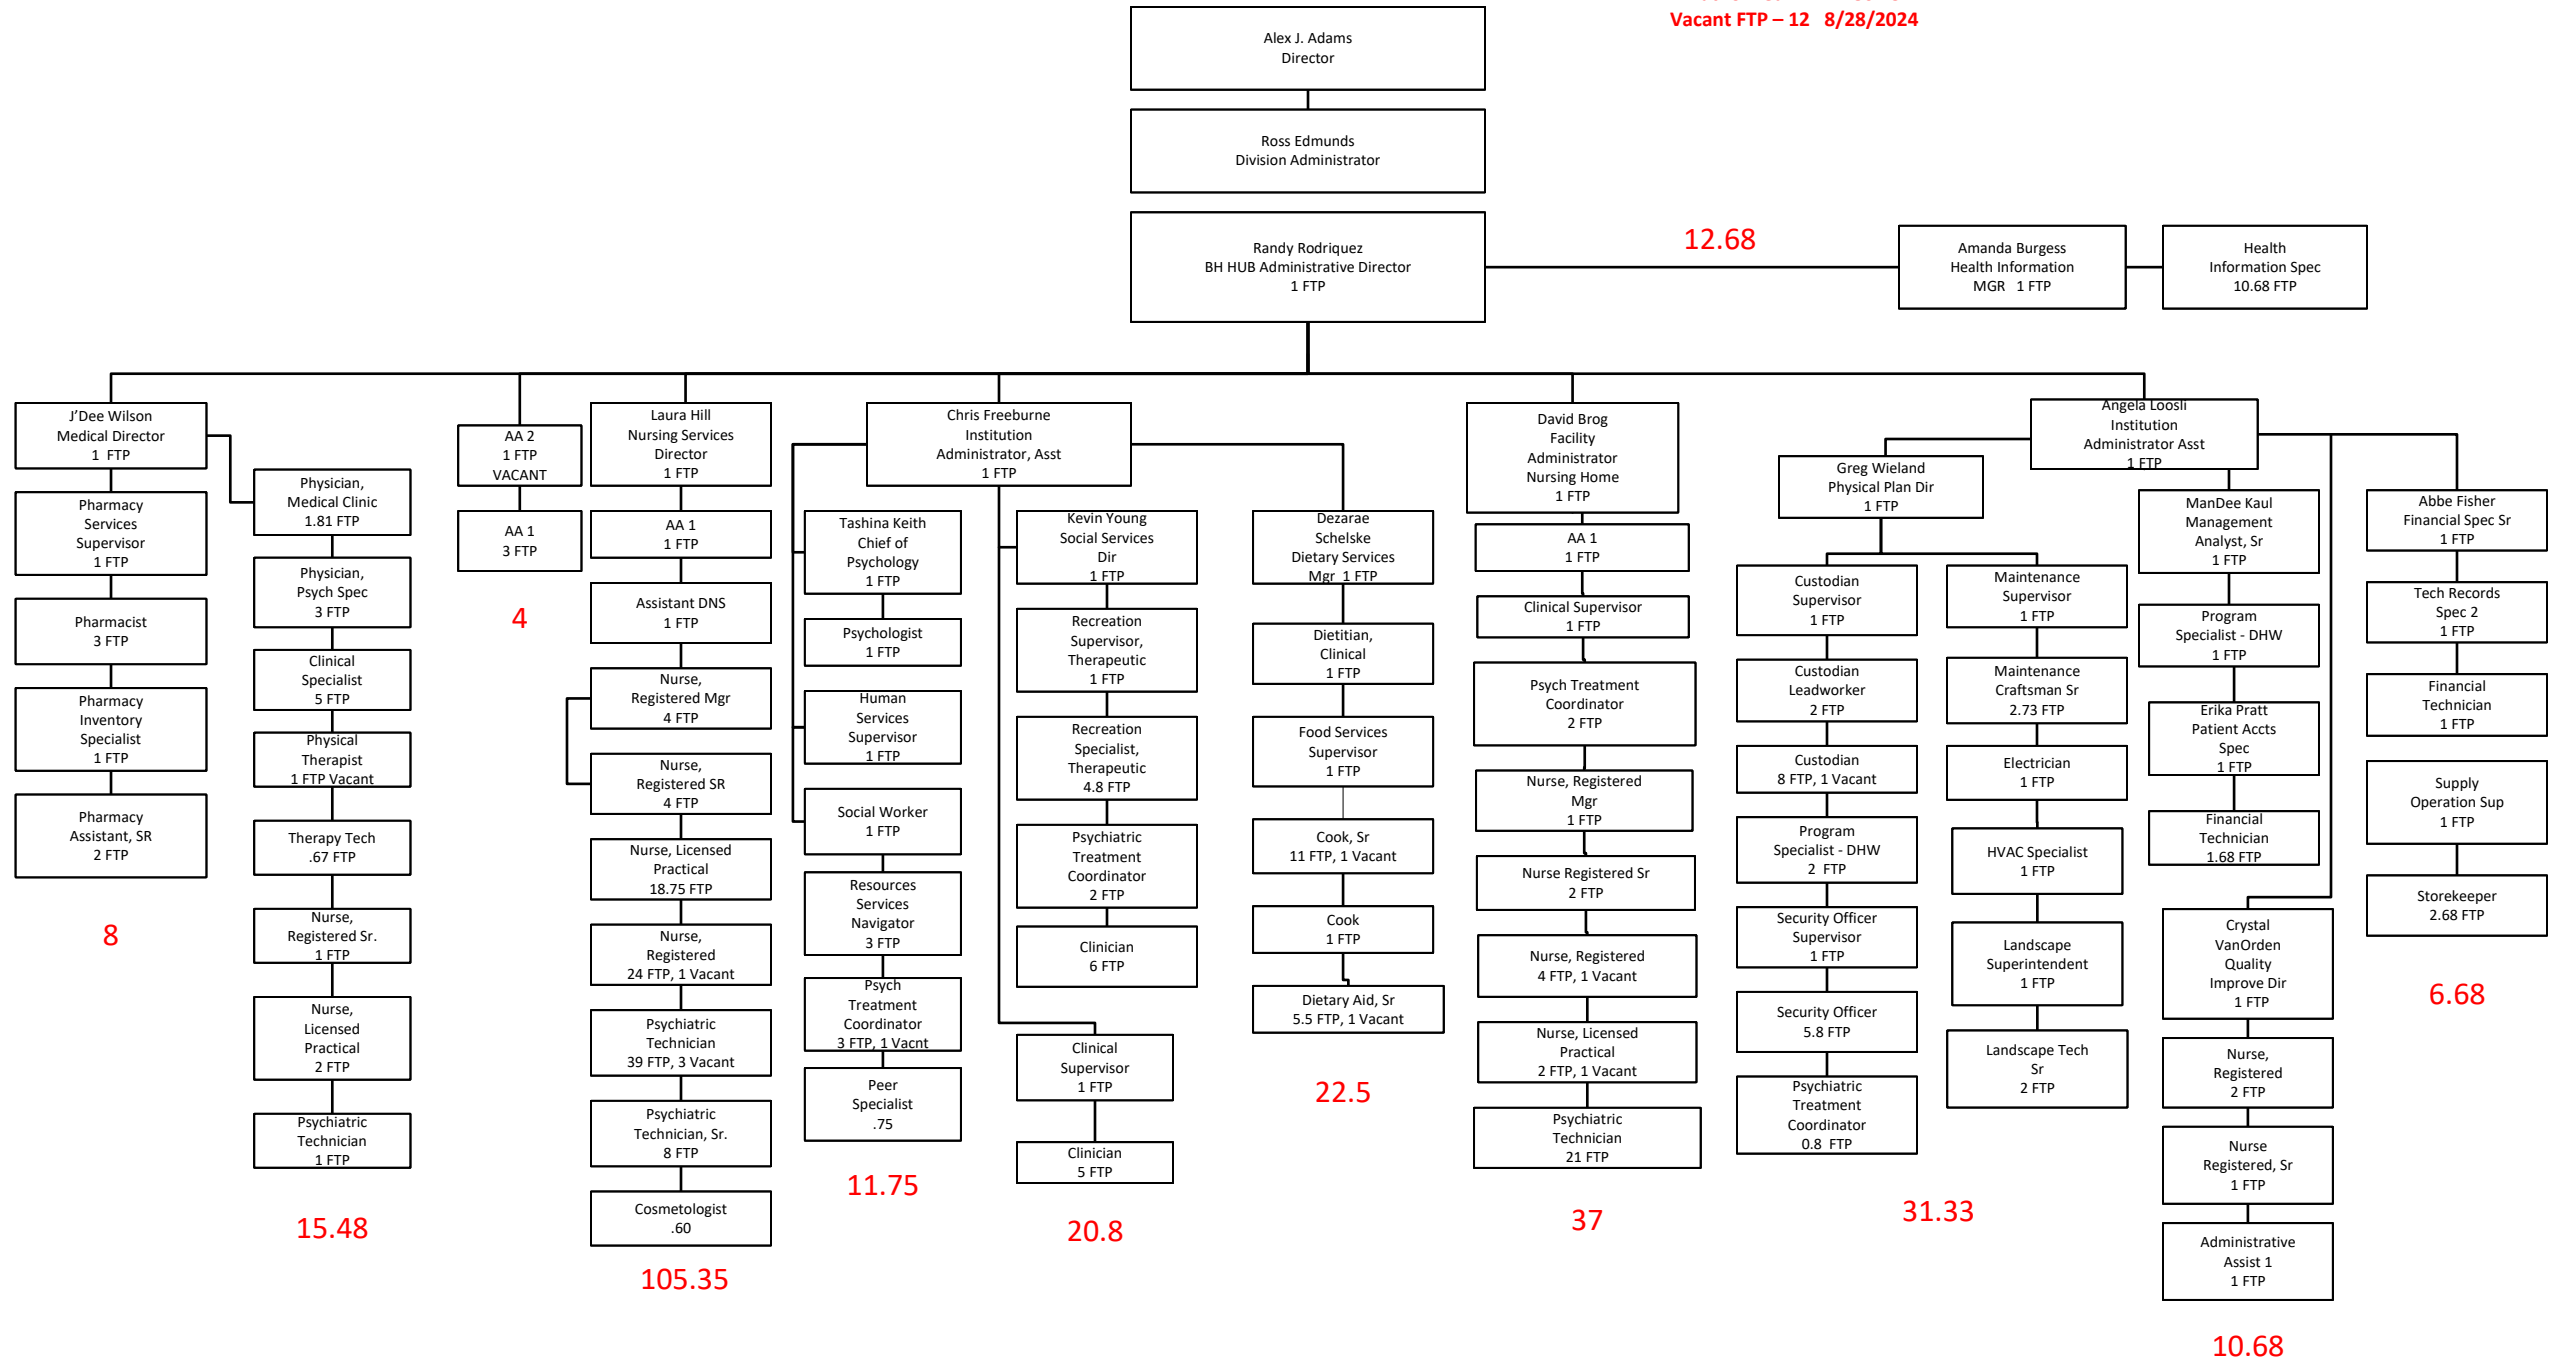 Vacant FTP – 12   8/28/2024
Alex J. Adams
Director
Ross Edmunds
Division Administrator
Randy Rodriquez
BH HUB Administrative Director
1 FTP
12.68
Amanda Burgess
Health Information
MGR   1 FTP
Health
Information Spec
10.68 FTP
J'Dee Wilson
Medical Director
1  FTP
Pharmacy
Services
Supervisor
1 FTP
Pharmacist
3 FTP
Pharmacy
Inventory
Specialist
1 FTP
Pharmacy
Assistant, SR
2 FTP
8
Physician,
Medical Clinic
1.81 FTP
Physician,
Psych Spec
3 FTP
Clinical
Specialist
5 FTP
Physical
Therapist
1 FTP Vacant
Therapy Tech
.67 FTP
Nurse,
Registered Sr.
1 FTP
Nurse,
Licensed
Practical
2 FTP
Psychiatric
Technician
1 FTP
15.48
AA 2
1 FTP
VACANT
AA 1
3 FTP
4
Laura Hill
Nursing Services
Director
1 FTP
AA 1
1 FTP
Assistant DNS
1 FTP
Nurse,
Registered Mgr
4 FTP
Nurse,
Registered SR
4 FTP
Nurse, Licensed
Practical
18.75 FTP
Nurse,
Registered
24 FTP, 1 Vacant
Psychiatric
Technician
39 FTP, 3 Vacant
Psychiatric
Technician, Sr.
8 FTP
Cosmetologist
.60
105.35
Chris Freeburne
Institution
Administrator, Asst
1 FTP
Tashina Keith
Chief of
Psychology
1 FTP
Psychologist
1 FTP
Human
Services
Supervisor
1 FTP
Social Worker
1 FTP
Resources
Services
Navigator
3 FTP
Psych
Treatment
Coordinator
3 FTP, 1 Vacnt
Peer
Specialist
.75
11.75
Kevin Young
Social Services
Dir
1 FTP
Recreation
Supervisor,
Therapeutic
1 FTP
Recreation
Specialist,
Therapeutic
4.8 FTP
Psychiatric
Treatment
Coordinator
2 FTP
Clinician
6 FTP
Clinical
Supervisor
1 FTP
Clinician
5 FTP
20.8
Dezarae
Schelske
Dietary Services
Mgr  1 FTP
Dietitian,
Clinical
1 FTP
Food Services
Supervisor
1 FTP
Cook, Sr
11 FTP, 1 Vacant
Cook
1 FTP
Dietary Aid, Sr
5.5 FTP, 1 Vacant
22.5
David Brog
Facility
Administrator
Nursing Home
1 FTP
AA 1
1 FTP
Clinical Supervisor
1 FTP
Psych Treatment
Coordinator
2 FTP
Nurse, Registered
Mgr
1 FTP
Nurse Registered Sr
2 FTP
Nurse, Registered
4 FTP, 1 Vacant
Nurse, Licensed
Practical
2 FTP, 1 Vacant
Psychiatric
Technician
21 FTP
37
Angela Loosli
Institution
Administrator Asst
1 FTP
Greg Wieland
Physical Plan Dir
1 FTP
Custodian
Supervisor
1 FTP
Custodian
Leadworker
2 FTP
Custodian
8 FTP, 1 Vacant
Program
Specialist - DHW
2  FTP
Security Officer
Supervisor
1 FTP
Security Officer
5.8 FTP
Psychiatric
Treatment
Coordinator
0.8  FTP
Maintenance
Supervisor
1 FTP
Maintenance
Craftsman Sr
2.73 FTP
Electrician
1 FTP
HVAC Specialist
1 FTP
Landscape
Superintendent
1 FTP
Landscape Tech
Sr
2 FTP
31.33
ManDee Kaul
Management
Analyst, Sr
1 FTP
Program
Specialist - DHW
1 FTP
Erika Pratt
Patient Accts
Spec
1 FTP
Financial
Technician
1.68 FTP
Crystal
VanOrden
Quality
Improve Dir
1 FTP
Nurse,
Registered
2 FTP
Nurse
Registered, Sr
1 FTP
Administrative
Assist 1
1 FTP
10.68
Abbe Fisher
Financial Spec Sr
1 FTP
Tech Records
Spec 2
1 FTP
Financial
Technician
1 FTP
Supply
Operation Sup
1 FTP
Storekeeper
2.68 FTP
6.68